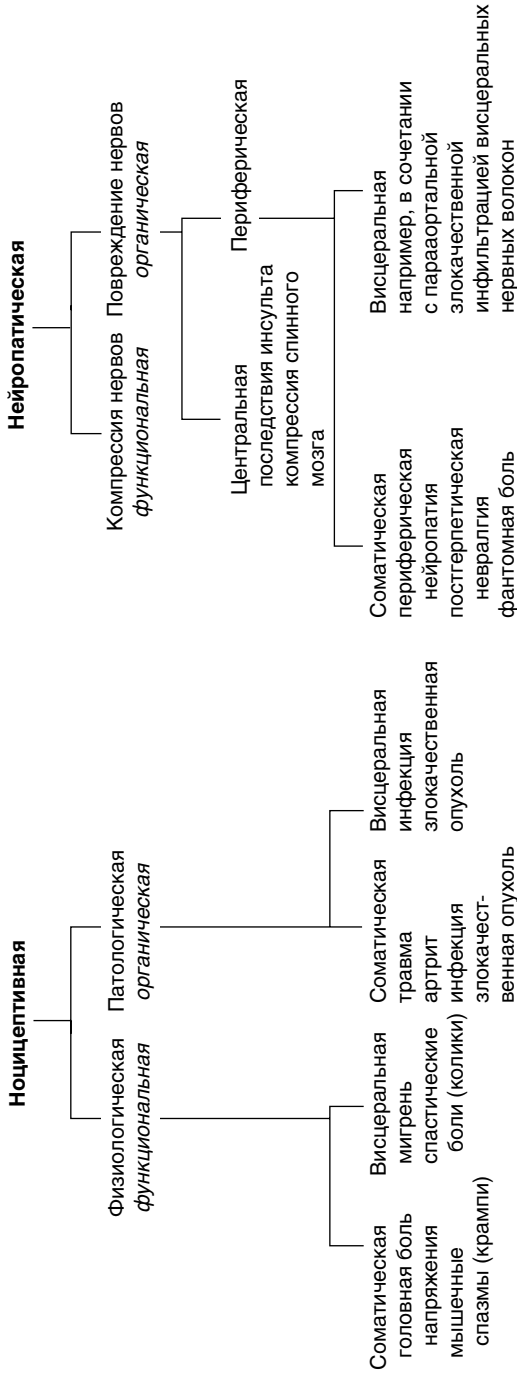 Ноцицептивная
Физиологическая
функциональная
Патологическая
органическая
Соматическая
головная боль
напряжения
мышечные
спазмы (крампи)
Висцеральная
мигрень
спастические
боли (колики)
Соматическая
травма
артрит
инфекция
злокачест-
венная опухоль
Висцеральная
инфекция
злокачественная
опухоль
Нейропатическая
Компрессия нервов
функциональная
Повреждение нервов
органическая
Центральная
последствия инсульта
компрессия спинного
мозга
Периферическая
Соматическая
периферическая
нейропатия
постгерпетическая
невралгия
фантомная боль
Висцеральная
например, в сочетании
с парааортальной
злокачественной
инфильтрацией висцеральных
нервных волокон